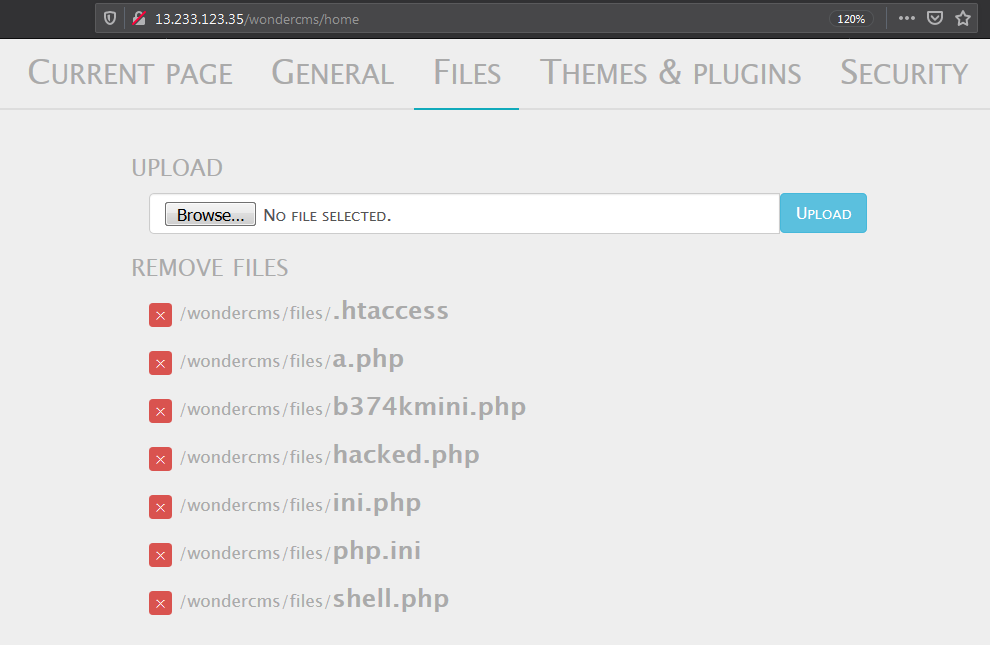 13.233.123.35/wondercms/home 120%
Current page General Files Themes & plugins Security
UPLOAD
Browse... No file selected. Upload
REMOVE FILES
/wondercms/files/.htaccess
/wondercms/files/a.php
/wondercms/files/b374kmini.php
/wondercms/files/hacked.php
/wondercms/files/ini.php
/wondercms/files/php.ini
/wondercms/files/shell.php